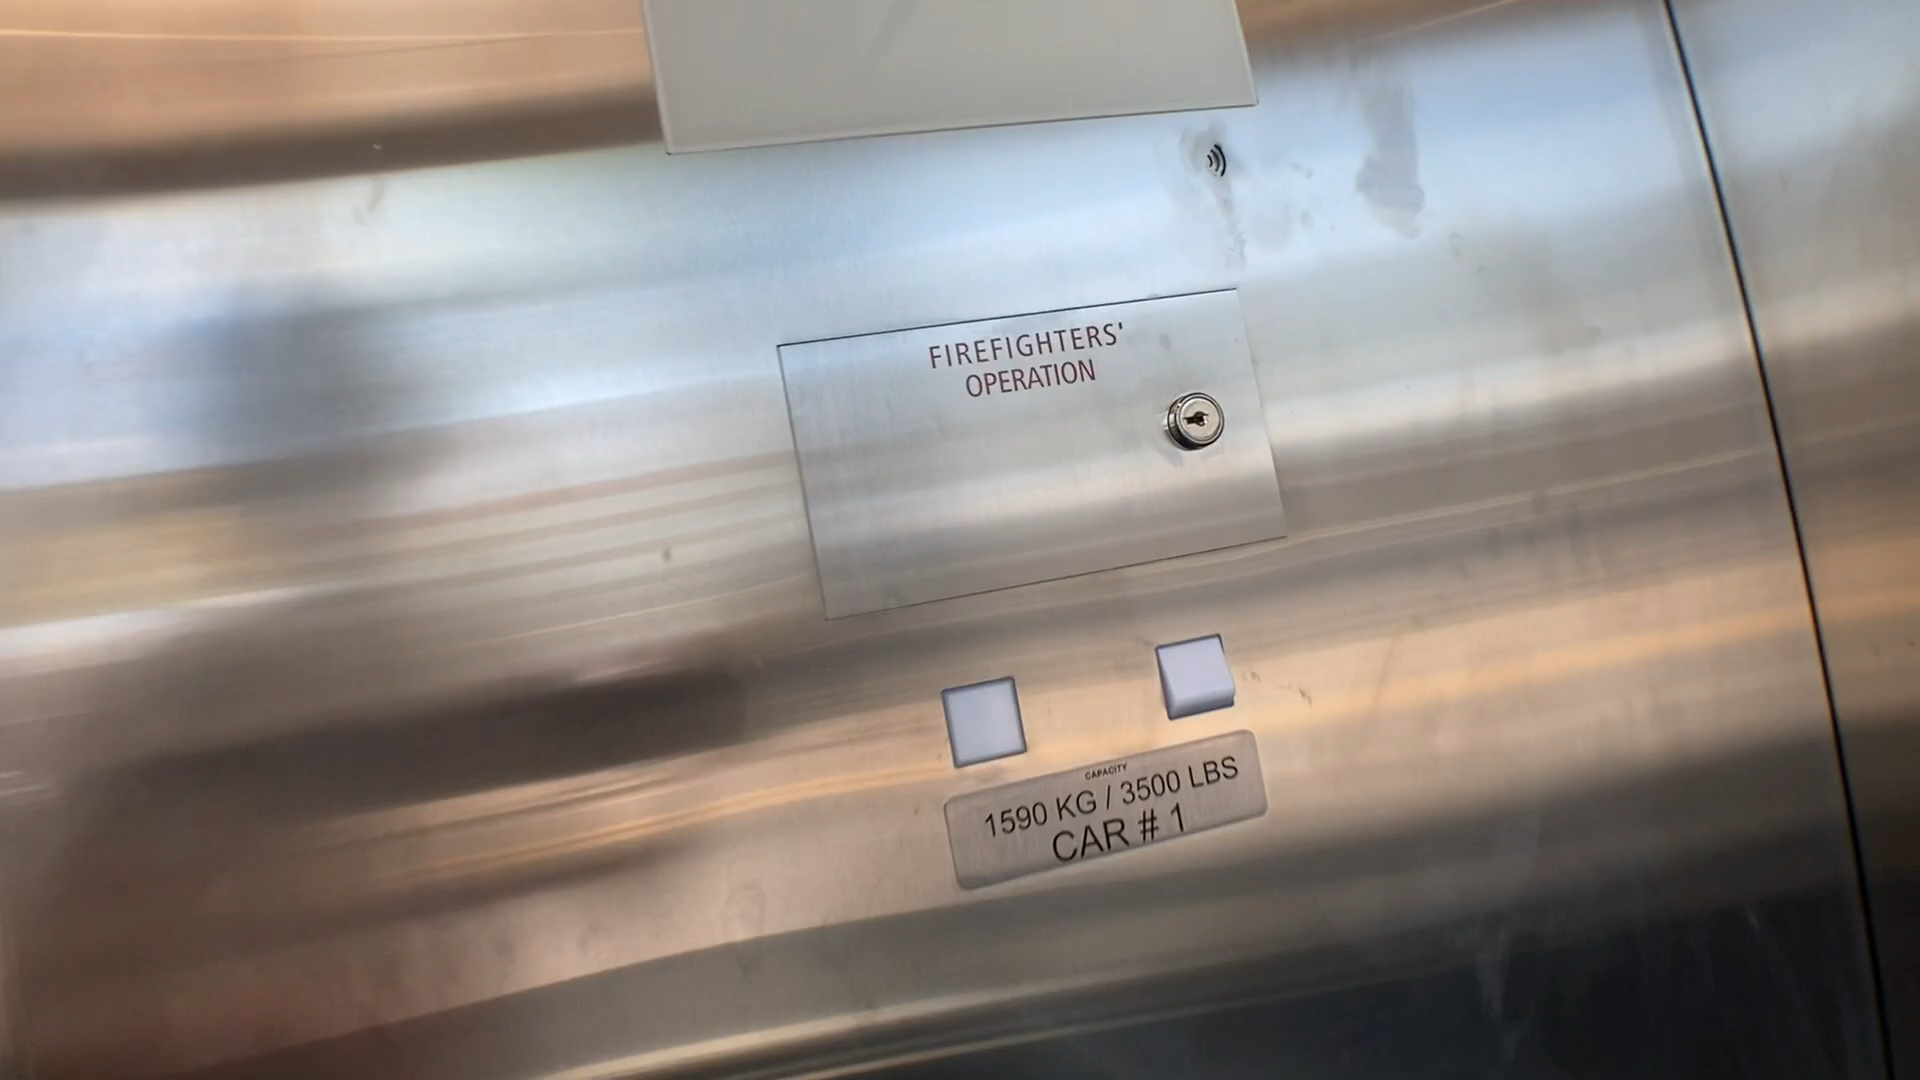 FIREFIGHTERS'
OPERATION
CAPACITY
1590 KG / 3500 LBS
CAR # 1